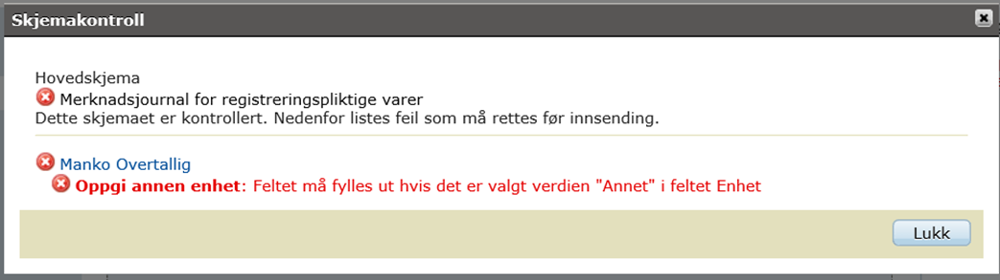 Skjemakontroll
Hovedskjema
Merknadsjournal for registreringspliktige varer
Dette skjemaet er kontrollert. Nedenfor listes feil som må rettes før innsending.
Manko Overtallig
Oppgi annen enhet: Feltet må fylles ut hvis det er valgt verdien "Annet" i feltet Enhet
Lukk